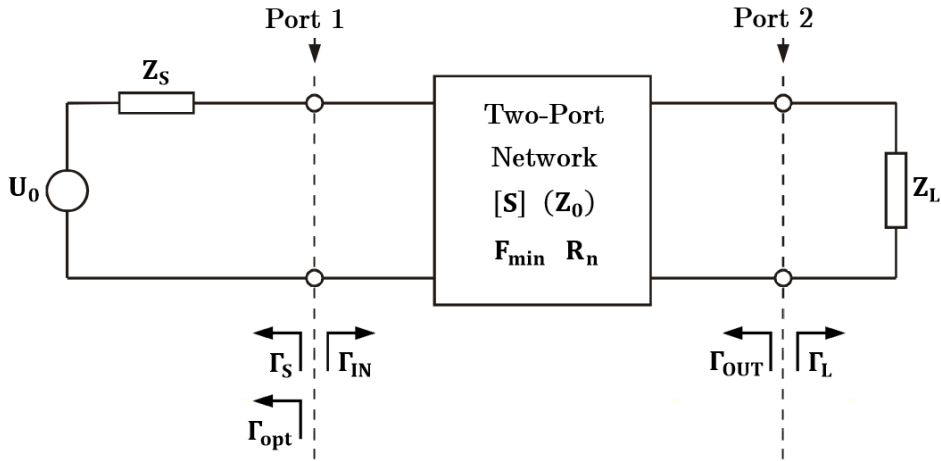 Port 1
Port 2
Z_S
Two-Port
Network
[S] (Z_0)
F_min R_n
U_0
Z_L
Γ_S
Γ_IN
Γ_OUT
Γ_L
Γ_opt